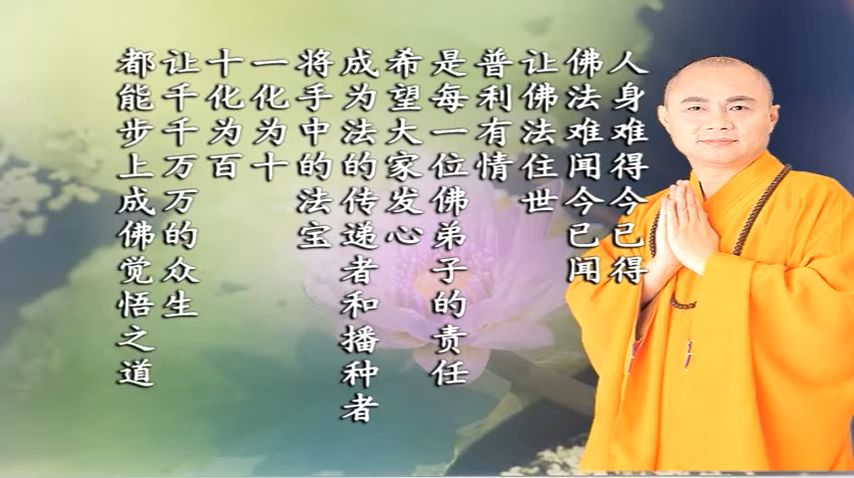 人身难得今已得
佛法难闻今已闻
让佛法住世
普利有情
是每一位佛弟子的责任
希望大家发心
成为法的传递者和播种者
将手中的法宝
一化为十
十化为百
让千千万万的众生
都能步上成佛觉悟之道